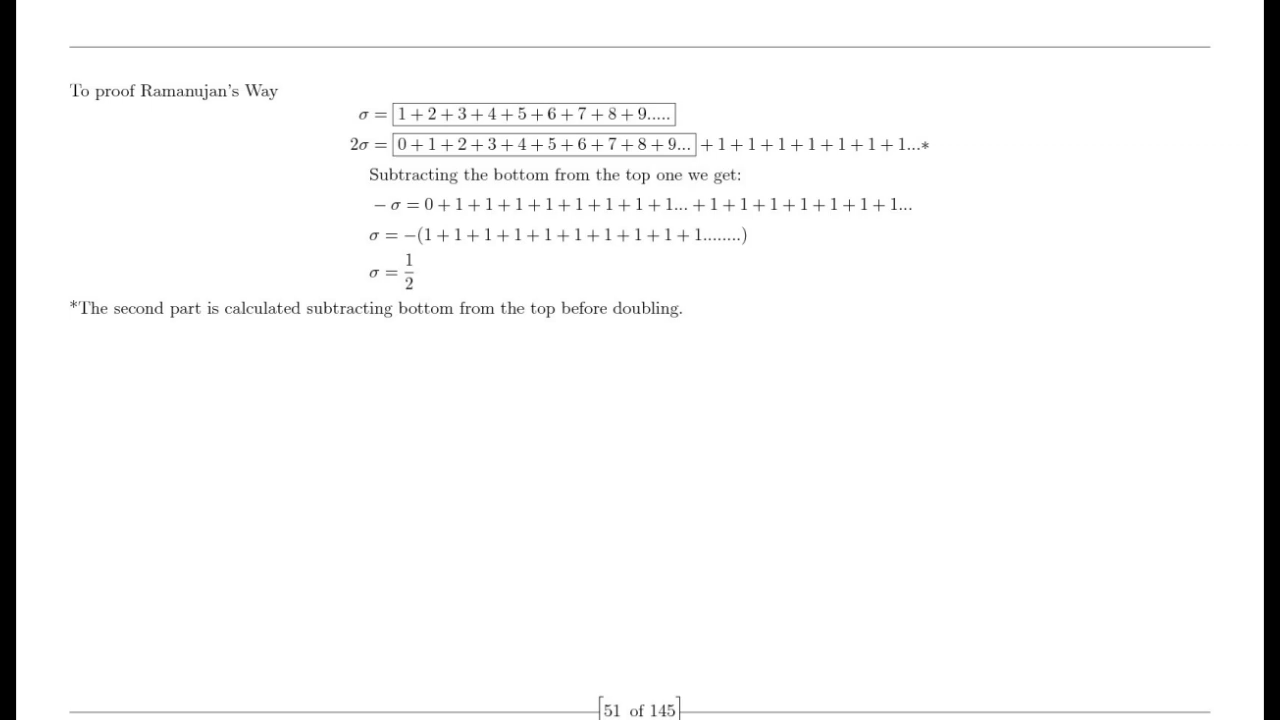 To proof Ramanujan's Way
σ = 1 + 2 + 3 + 4 + 5 + 6 + 7 + 8 + 9.....
2σ = 0 + 1 + 2 + 3 + 4 + 5 + 6 + 7 + 8 + 9... + 1 + 1 + 1 + 1 + 1 + 1 + 1...*
Subtracting the bottom from the top one we get:
− σ = 0 + 1 + 1 + 1 + 1 + 1 + 1 + 1 + 1... + 1 + 1 + 1 + 1 + 1 + 1 + 1...
σ = −(1 + 1 + 1 + 1 + 1 + 1 + 1 + 1 + 1 + 1........)
σ = 1/2
*The second part is calculated subtracting bottom from the top before doubling.
[51 of 145]